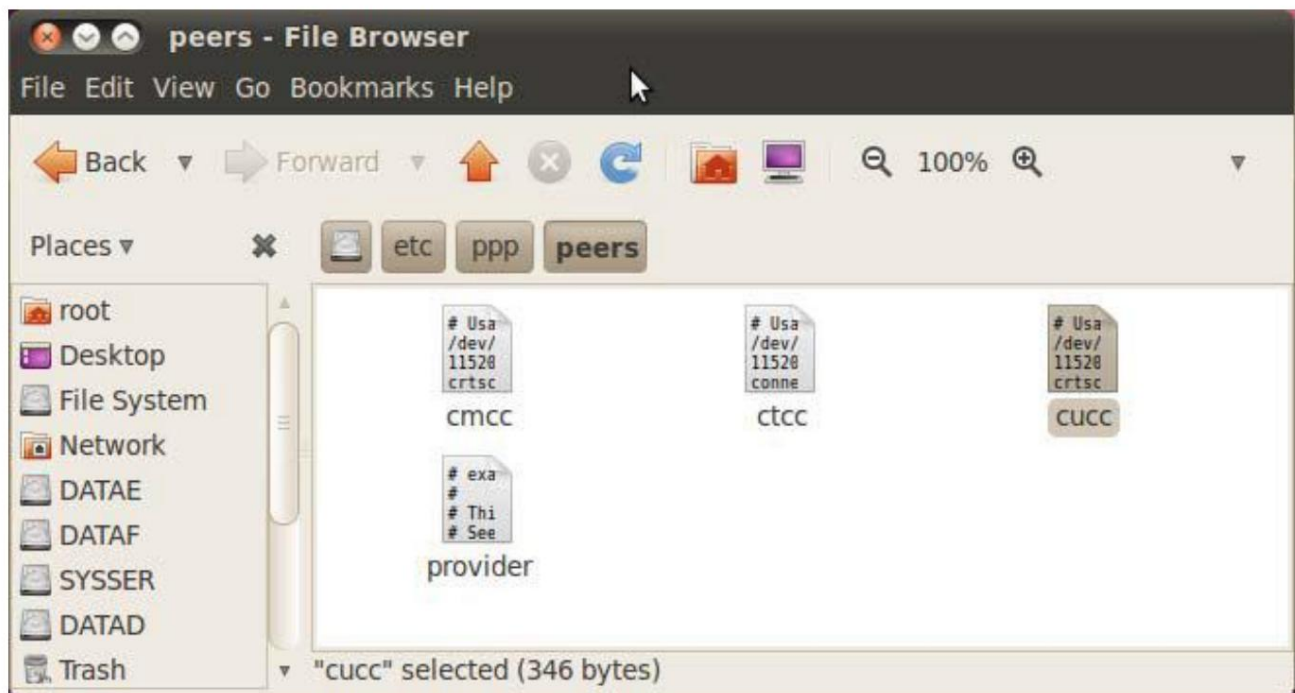 peers - File Browser
File Edit View Go Bookmarks Help
Back Forward 100%
Places etc ppp peers
root
Desktop
File System
Network
DATAE
DATAF
SYSSER
DATAD
Trash
# Usa
/dev/
11520
crtsc
cmcc
# Usa
/dev/
11520
conne
ctcc
# Usa
/dev/
11520
crtsc
cucc
# exa
#
# Thi
# See
provider
"cucc" selected (346 bytes)